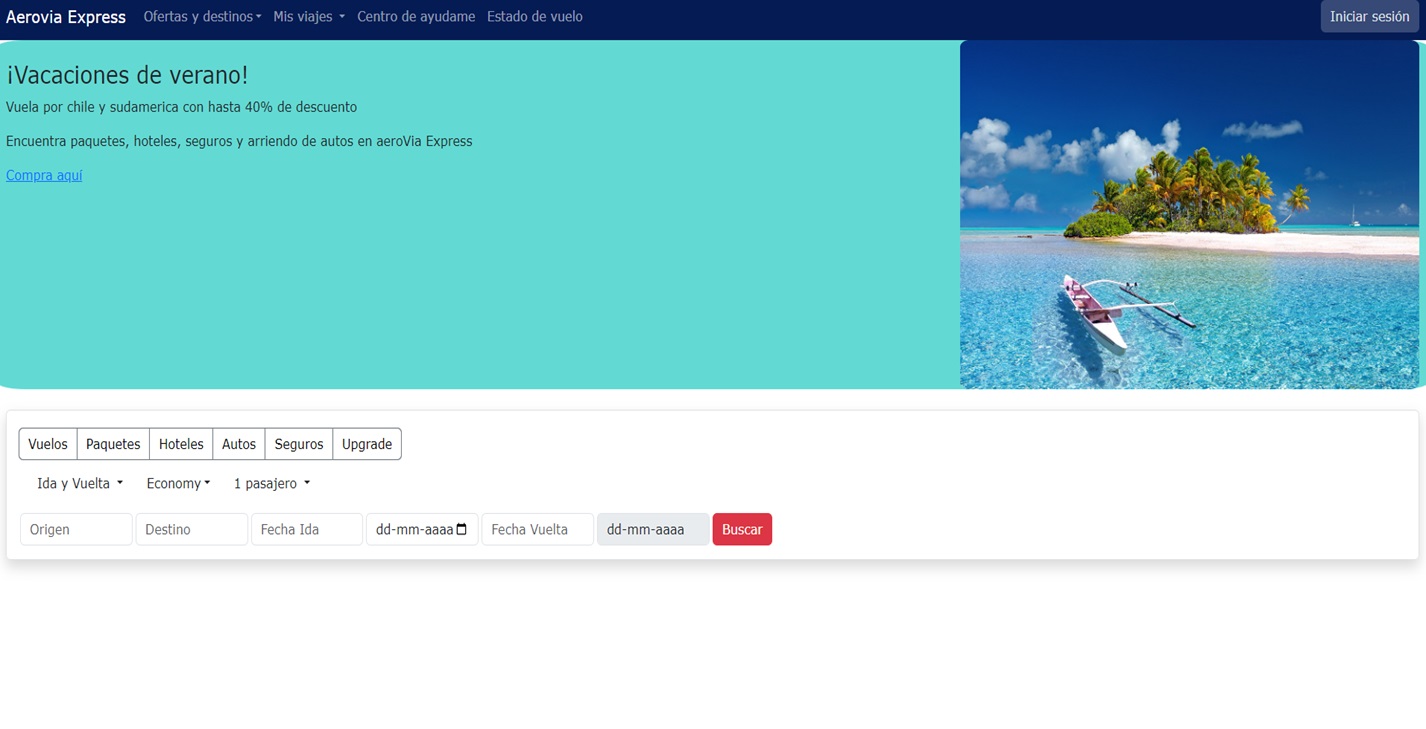 Aerovia Express Ofertas y destinos Mis viajes Centro de ayudame Estado de vuelo Iniciar sesión
¡Vacaciones de verano!
Vuela por chile y sudamerica con hasta 40% de descuento
Encuentra paquetes, hoteles, seguros y arriendo de autos en aeroVia Express
Compra aquí
Vuelos Paquetes Hoteles Autos Seguros Upgrade
Ida y Vuelta Economy 1 pasajero
Origen Destino Fecha Ida dd-mm-aaaa Fecha Vuelta dd-mm-aaaa Buscar